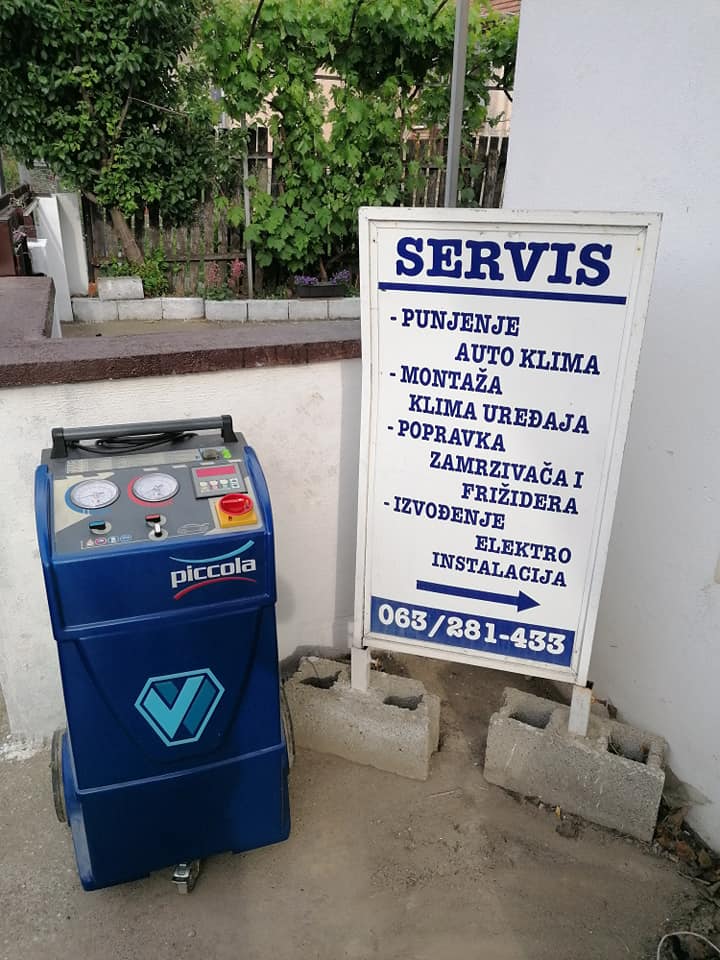 SERVIS
- PUNJENJE
AUTO KLIMA
- MONTAŽA
KLIMA UREĐAJA
- POPRAVKA
ZAMRZIVAČA I
FRIŽIDERA
- IZVOĐENJE
ELEKTRO
INSTALACIJA
063/281-433
piccola